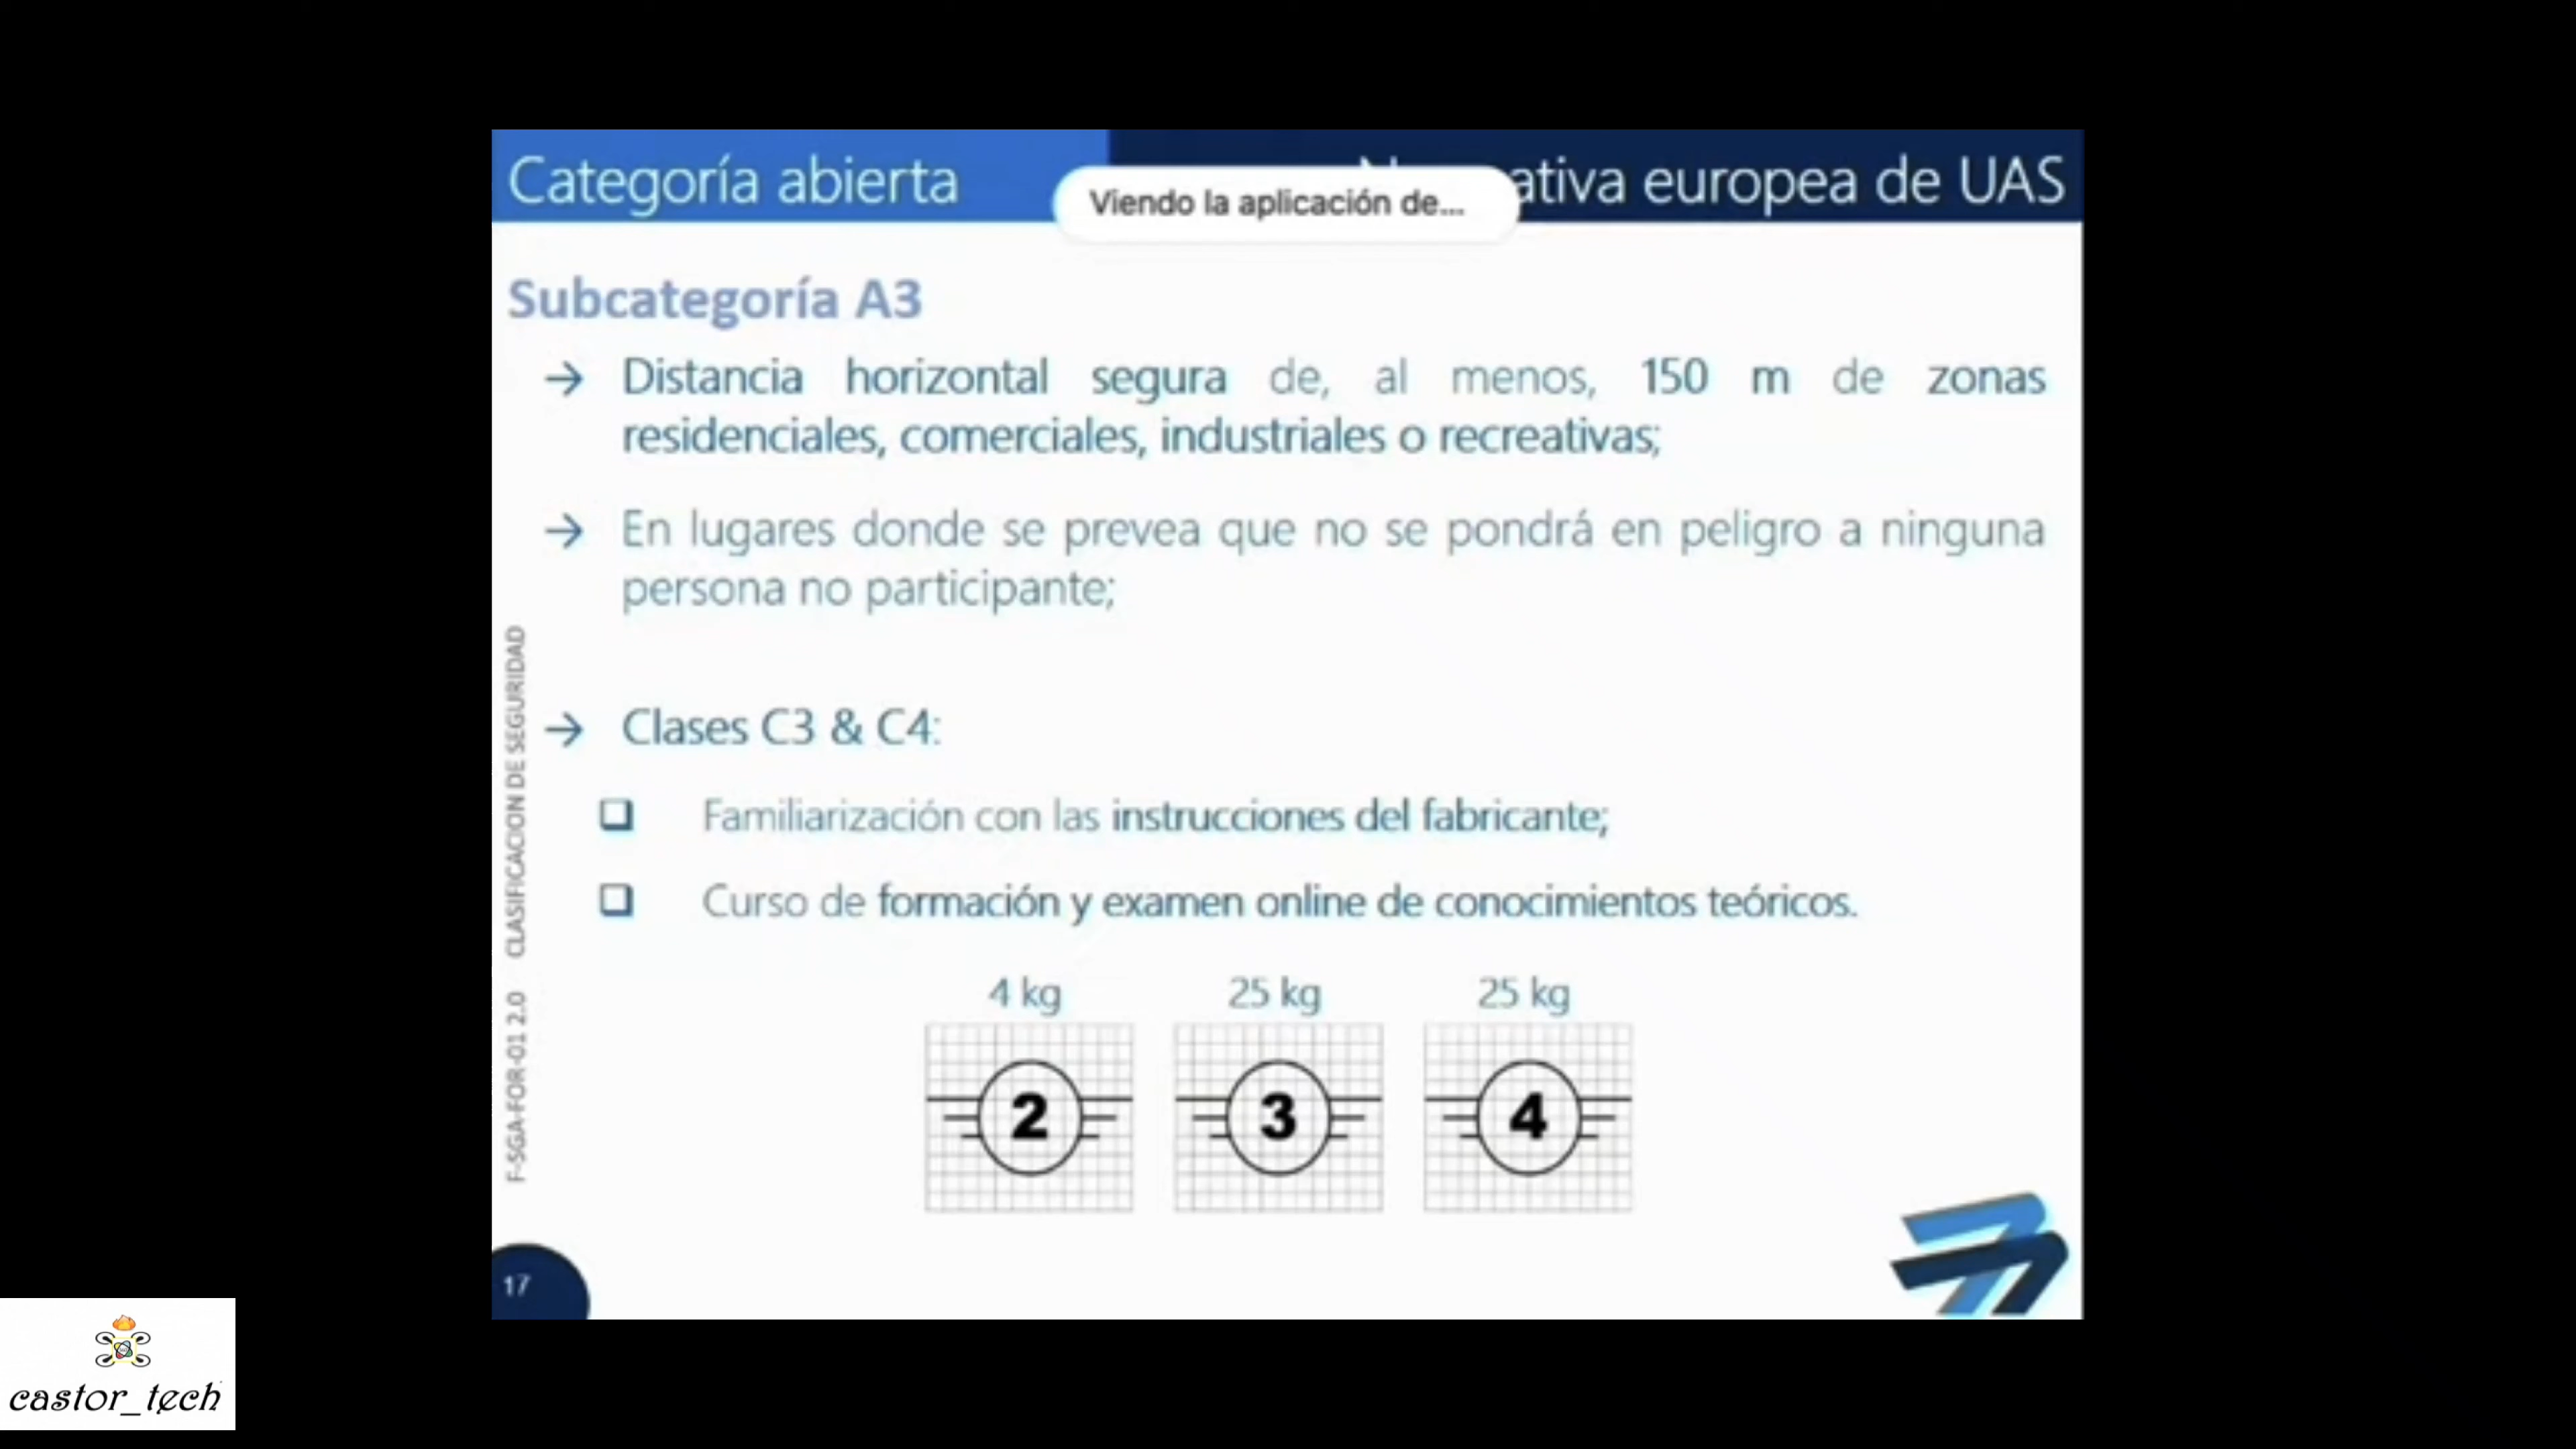 Categoría abierta
ativa europea de UAS
Viendo la aplicación de...
Subcategoría A3
→ Distancia horizontal segura de, al menos, 150 m de zonas
residenciales, comerciales, industriales o recreativas;
→ En lugares donde se prevea que no se pondrá en peligro a ninguna
persona no participante;
→ Clases C3 & C4:
❑ Familiarización con las instrucciones del fabricante;
❑ Curso de formación y examen online de conocimientos teóricos.
4 kg 25 kg 25 kg
2 3 4
F-SGA-FOR-01 2.0 CLASIFICACION DE SEGURIDAD
17
castor_tech